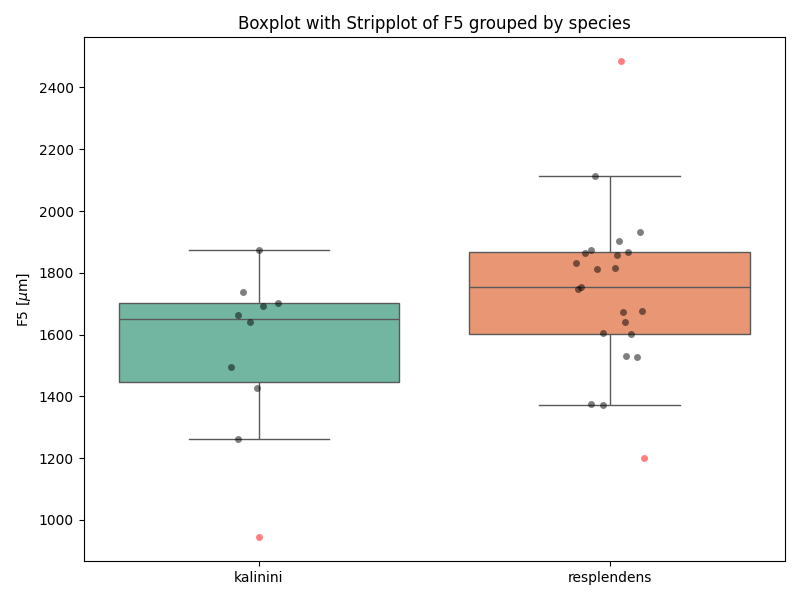 Boxplot with Stripplot of F5 grouped by species
F5 [μm]
2400
2200
2000
1800
1600
1400
1200
1000
kalinini
resplendens